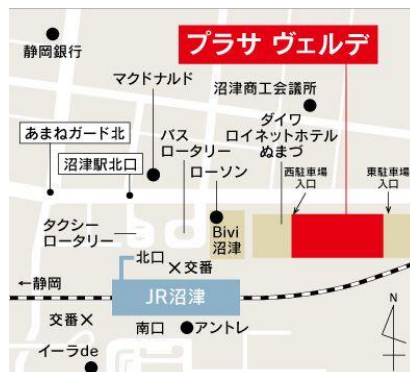 プラサ ヴェルデ
静岡銀行
マクドナルド
沼津商工会議所
あまねガード北
バス
ロータリー
ダイワ
ロイネットホテル
ぬまづ
沼津駅北口
ローソン
西駐車場
入口
東駐車場
入口
タクシー
ロータリー
Bivi
沼津
北口
×交番
←静岡
JR沼津
N
交番×
南口
アントレ
イーラde